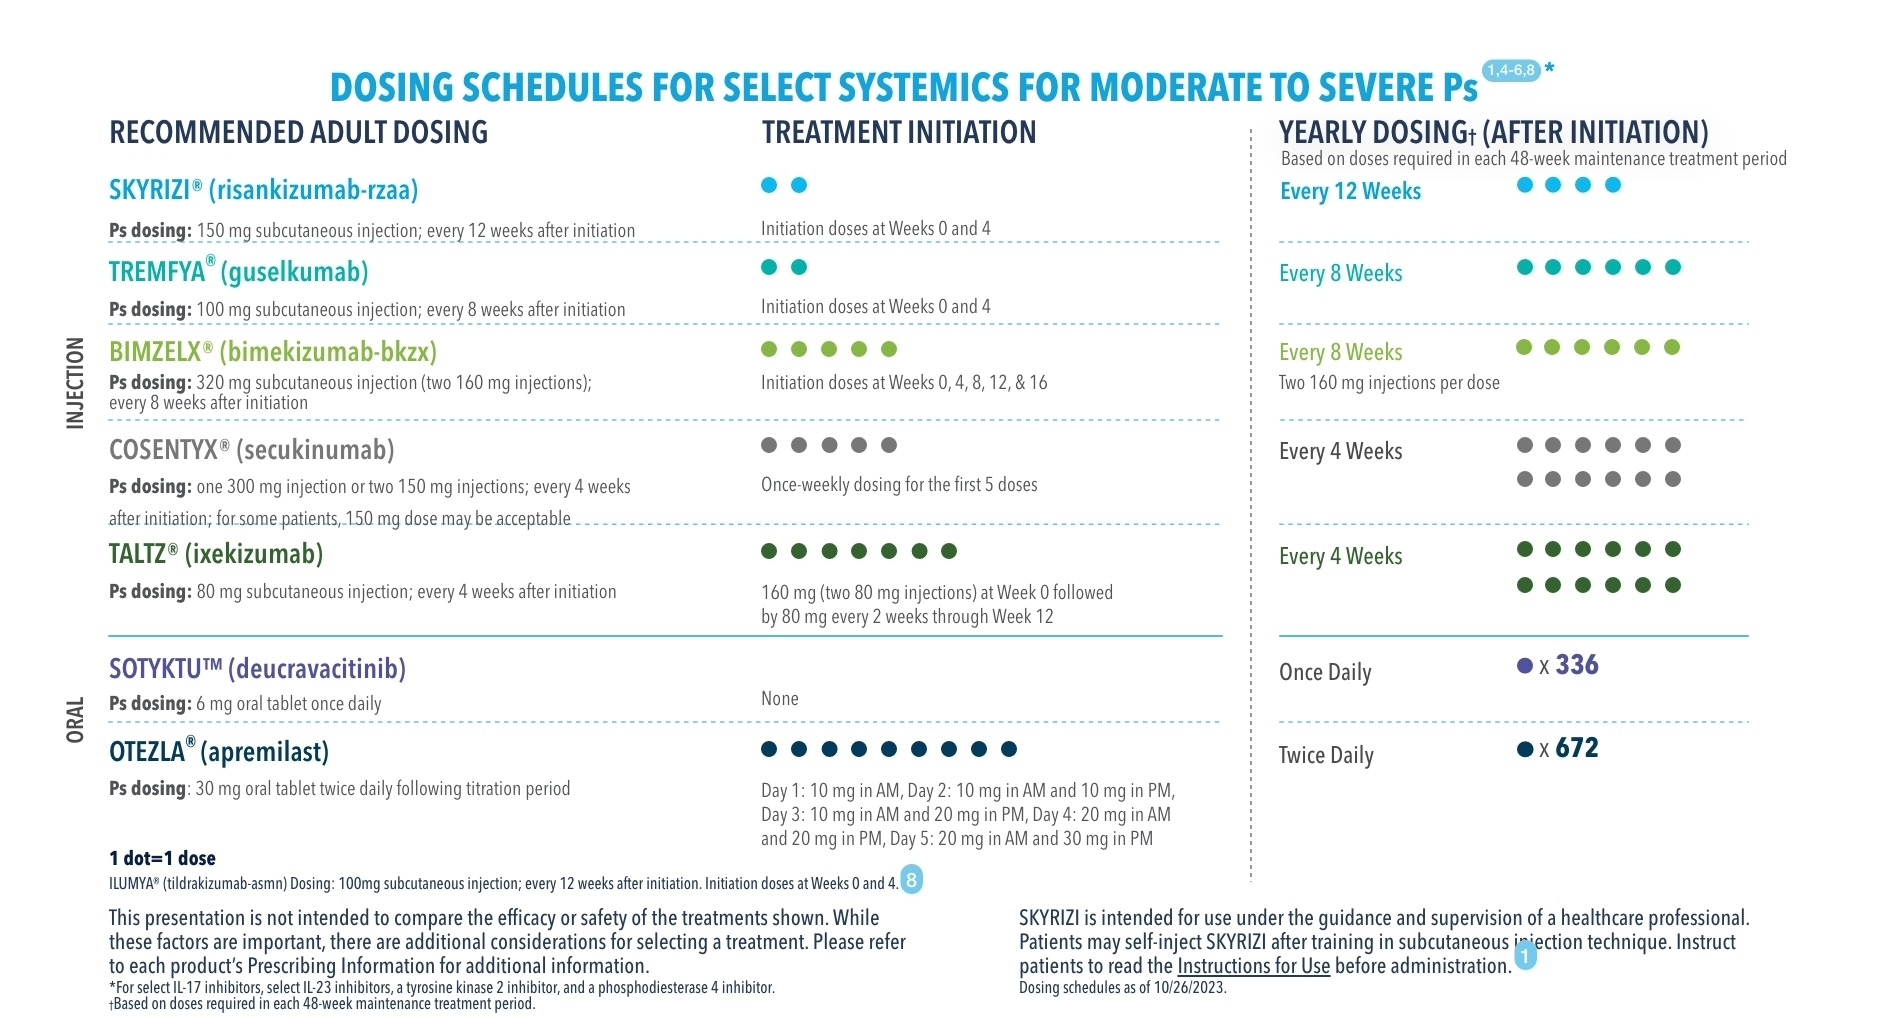 DOSING SCHEDULES FOR SELECT SYSTEMICS FOR MODERATE TO SEVERE Ps 1,4-6,8 *
RECOMMENDED ADULT DOSING
TREATMENT INITIATION
YEARLY DOSING† (AFTER INITIATION)
Based on doses required in each 48-week maintenance treatment period
INJECTION
SKYRIZI® (risankizumab-rzaa)
Every 12 Weeks
Ps dosing: 150 mg subcutaneous injection; every 12 weeks after initiation
Initiation doses at Weeks 0 and 4
TREMFYA® (guselkumab)
Every 8 Weeks
Ps dosing: 100 mg subcutaneous injection; every 8 weeks after initiation
Initiation doses at Weeks 0 and 4
BIMZELX® (bimekizumab-bkzx)
Every 8 Weeks
Ps dosing: 320 mg subcutaneous injection (two 160 mg injections);
every 8 weeks after initiation
Initiation doses at Weeks 0, 4, 8, 12, & 16
Two 160 mg injections per dose
COSENTYX® (secukinumab)
Every 4 Weeks
Ps dosing: one 300 mg injection or two 150 mg injections; every 4 weeks
after initiation; for some patients, 150 mg dose may be acceptable
Once-weekly dosing for the first 5 doses
TALTZ® (ixekizumab)
Every 4 Weeks
Ps dosing: 80 mg subcutaneous injection; every 4 weeks after initiation
160 mg (two 80 mg injections) at Week 0 followed
by 80 mg every 2 weeks through Week 12
ORAL
SOTYKTU™ (deucravacitinib)
Once Daily
x 336
Ps dosing: 6 mg oral tablet once daily
None
OTEZLA® (apremilast)
Twice Daily
x 672
Ps dosing: 30 mg oral tablet twice daily following titration period
Day 1: 10 mg in AM, Day 2: 10 mg in AM and 10 mg in PM,
Day 3: 10 mg in AM and 20 mg in PM, Day 4: 20 mg in AM
and 20 mg in PM, Day 5: 20 mg in AM and 30 mg in PM
1 dot=1 dose
ILUMYA® (tildrakizumab-asmn) Dosing: 100mg subcutaneous injection; every 12 weeks after initiation. Initiation doses at Weeks 0 and 4. 8
This presentation is not intended to compare the efficacy or safety of the treatments shown. While
these factors are important, there are additional considerations for selecting a treatment. Please refer
to each product's Prescribing Information for additional information.
*For select IL-17 inhibitors, select IL-23 inhibitors, a tyrosine kinase 2 inhibitor, and a phosphodiesterase 4 inhibitor.
†Based on doses required in each 48-week maintenance treatment period.
SKYRIZI is intended for use under the guidance and supervision of a healthcare professional.
Patients may self-inject SKYRIZI after training in subcutaneous injection technique. Instruct
patients to read the Instructions for Use before administration. 1
Dosing schedules as of 10/26/2023.